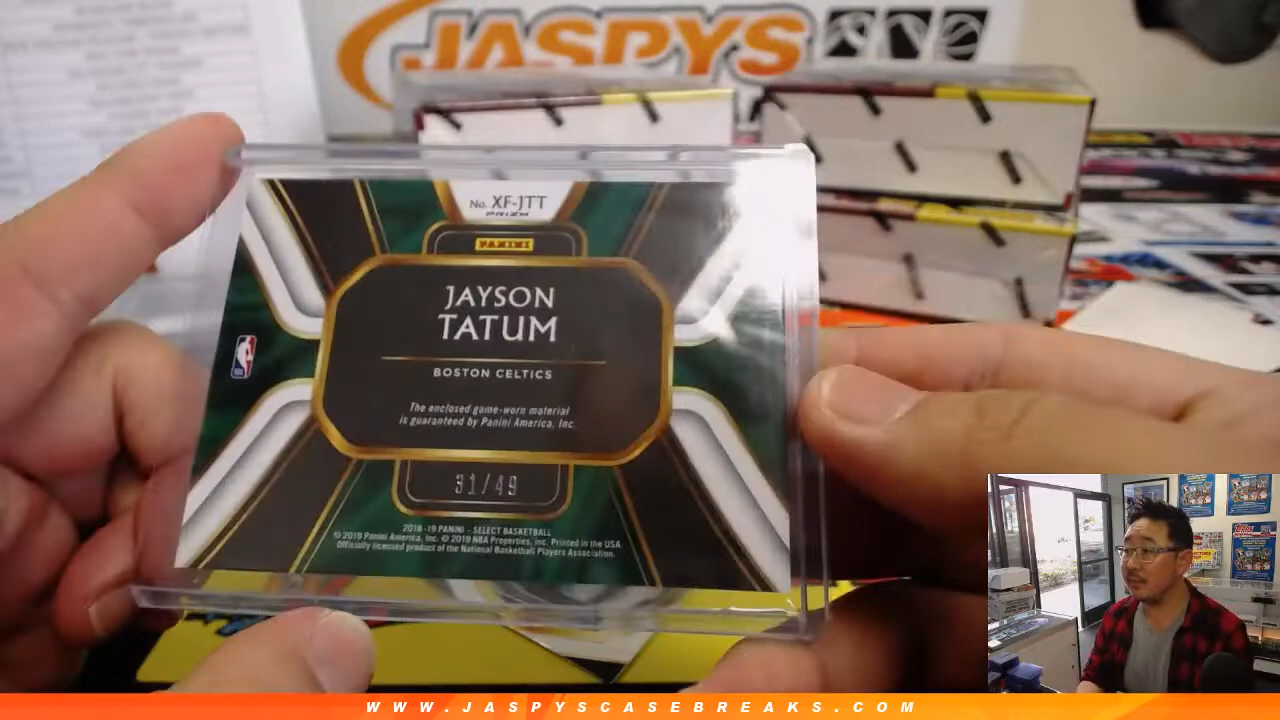 JASPYS
No. XF-JTT
PRIZM
PANINI
JAYSON
TATUM
BOSTON CELTICS
The enclosed game-worn material
is guaranteed by Panini America, Inc.
31/49
2018-19 PANINI - SELECT BASKETBALL
© 2019 Panini America, Inc. © 2019 NBA Properties, Inc. Printed in the USA.
Officially licensed product of the National Basketball Players Association.
topps
WWW.JASPYSCASEBREAKS.COM